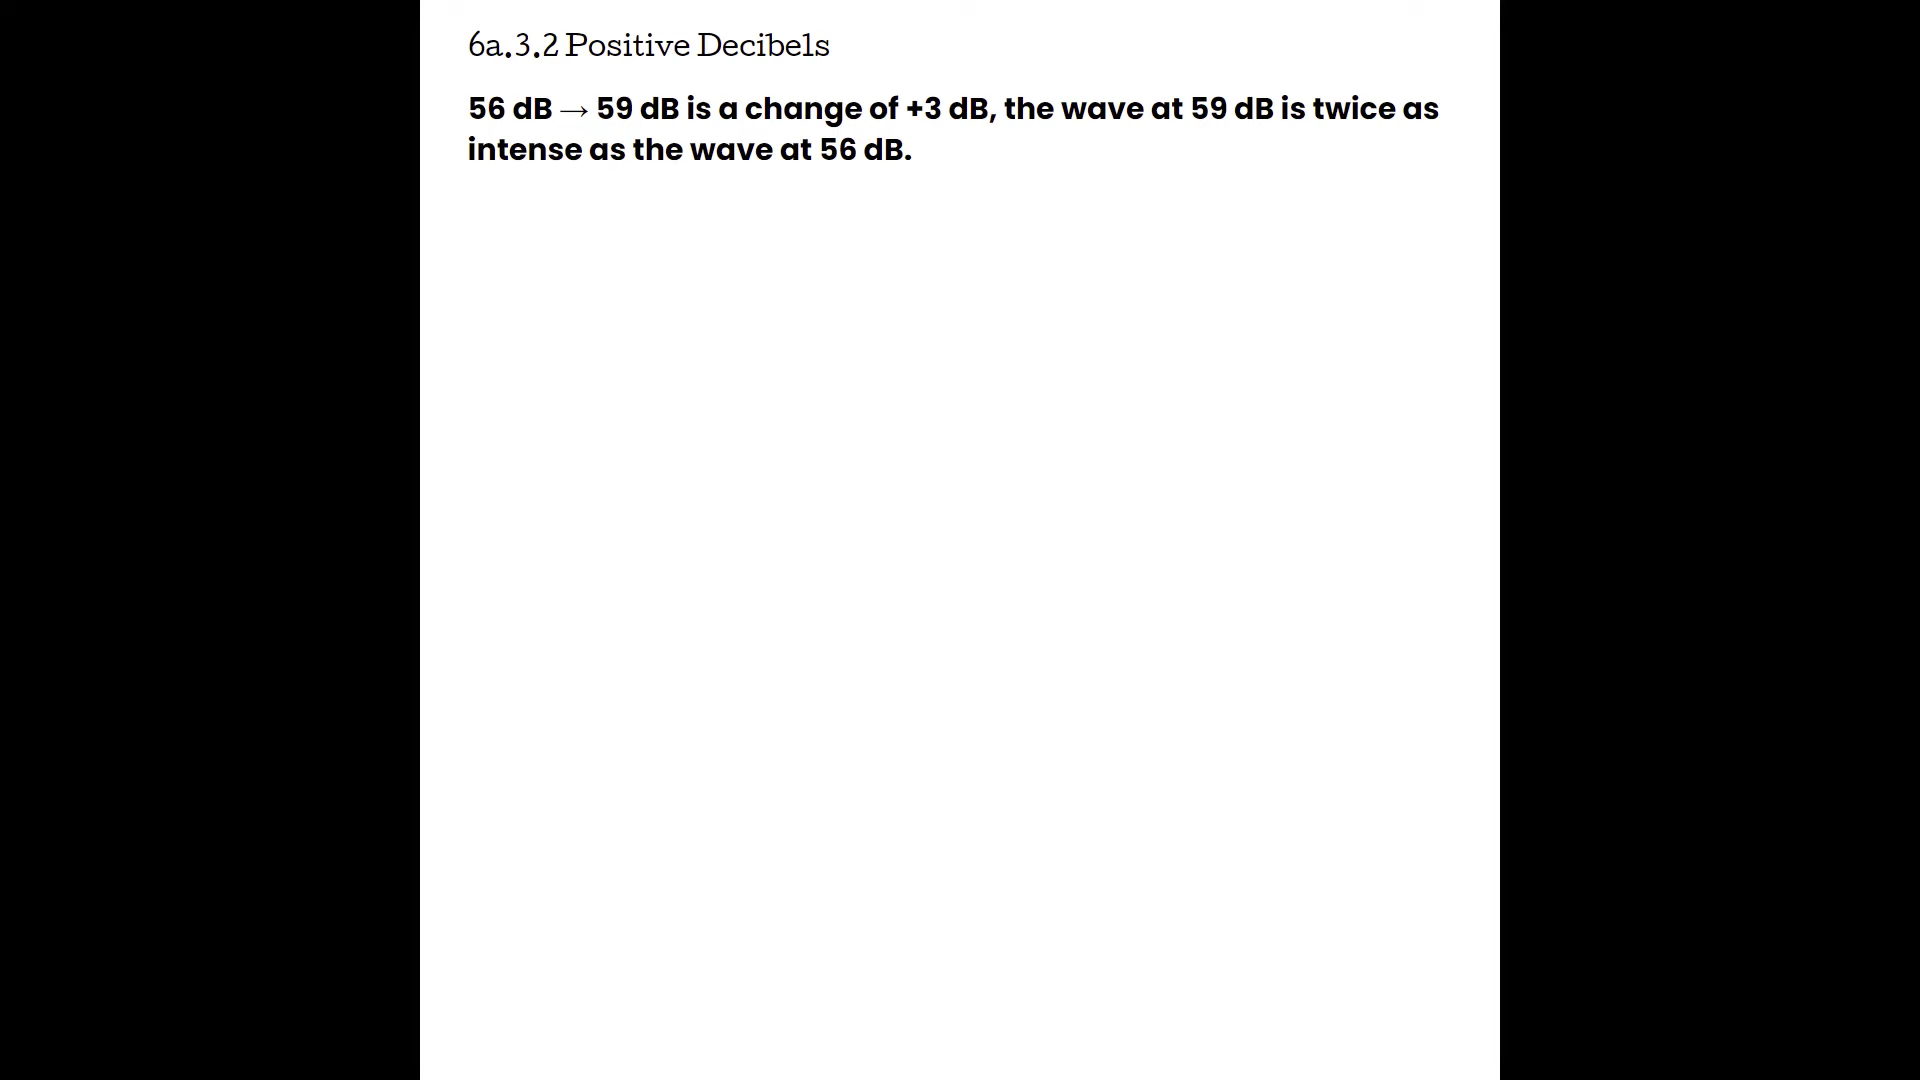 6a.3.2 Positive Decibels
56 dB → 59 dB is a change of +3 dB, the wave at 59 dB is twice as
intense as the wave at 56 dB.